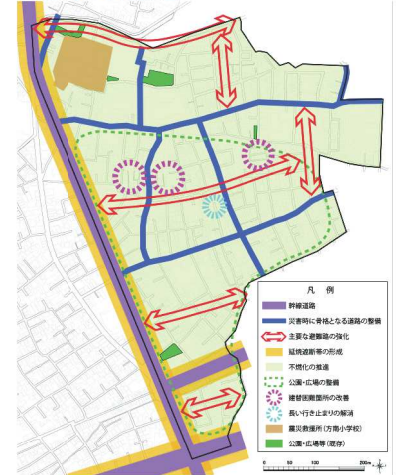 凡 例
幹線道路
災害時に骨格となる道路の整備
主要な避難路の強化
延焼遮断帯の形成
不燃化の推進
公園・広場の整備
建替困難箇所の改善
長い行き止まりの解消
震災救援所(方南小学校)
公園・広場等(既存)
0 50 100 200m